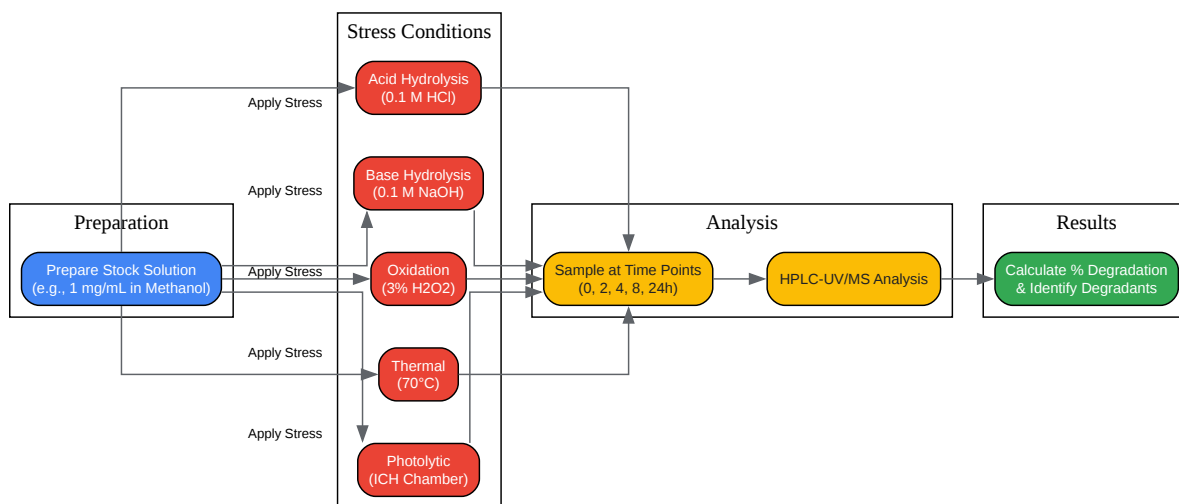 Stress Conditions
Acid Hydrolysis
(0.1 M HCl)
Apply Stress
Base Hydrolysis
(0.1 M NaOH)
Apply Stress
Preparation
Prepare Stock Solution
(e.g., 1 mg/mL in Methanol)
Apply Stress
Oxidation
(3% H2O2)
Analysis
Sample at Time Points
(0, 2, 4, 8, 24h)
HPLC-UV/MS Analysis
Results
Calculate % Degradation
& Identify Degradants
Apply Stress
Thermal
(70°C)
Apply Stress
Photolytic
(ICH Chamber)